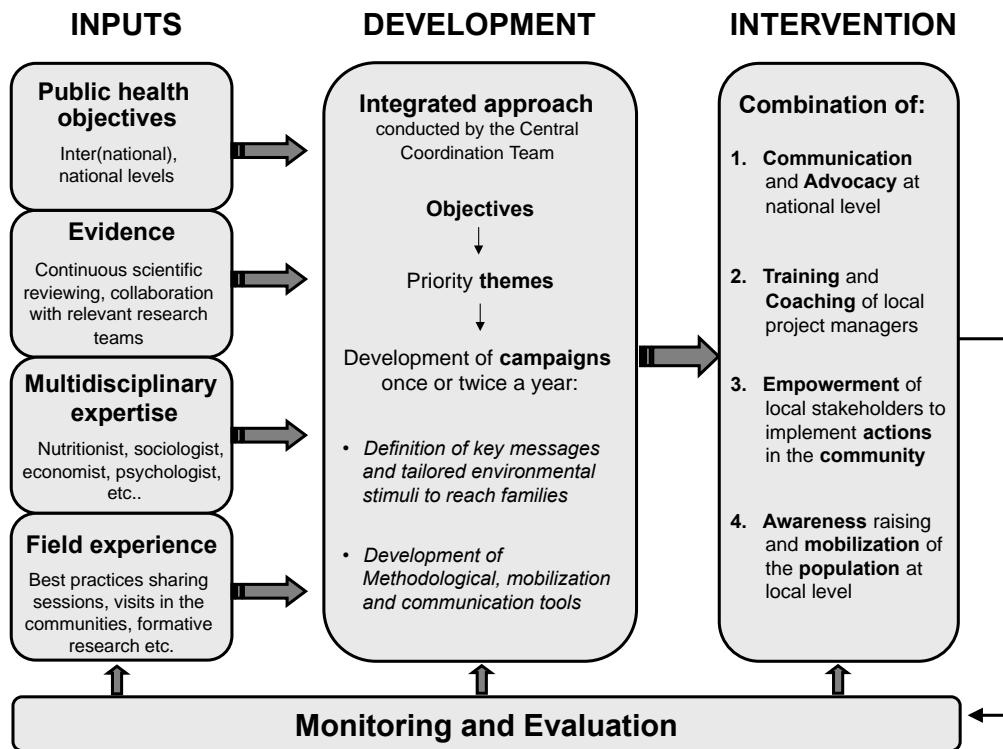 INPUTS
Public health
objectives
Inter(national),
national levels
Evidence
Continuous scientific
reviewing, collaboration
with relevant research
teams
Multidisciplinary
expertise
Nutritionist, sociologist,
economist, psychologist,
etc..
Field experience
Best practices sharing
sessions, visits in the
communities, formative
research etc.
DEVELOPMENT
Integrated approach
conducted by the Central
Coordination Team
Objectives
Priority themes
Development of campaigns
once or twice a year:
• Definition of key messages
and tailored environmental
stimuli to reach families
• Development of
Methodological, mobilization
and communication tools
INTERVENTION
Combination of:
1. Communication
and Advocacy at
national level
2. Training and
Coaching of local
project managers
3. Empowerment of
local stakeholders to
implement actions
in the community
4. Awareness raising
and mobilization of
the population at
local level
Monitoring and Evaluation